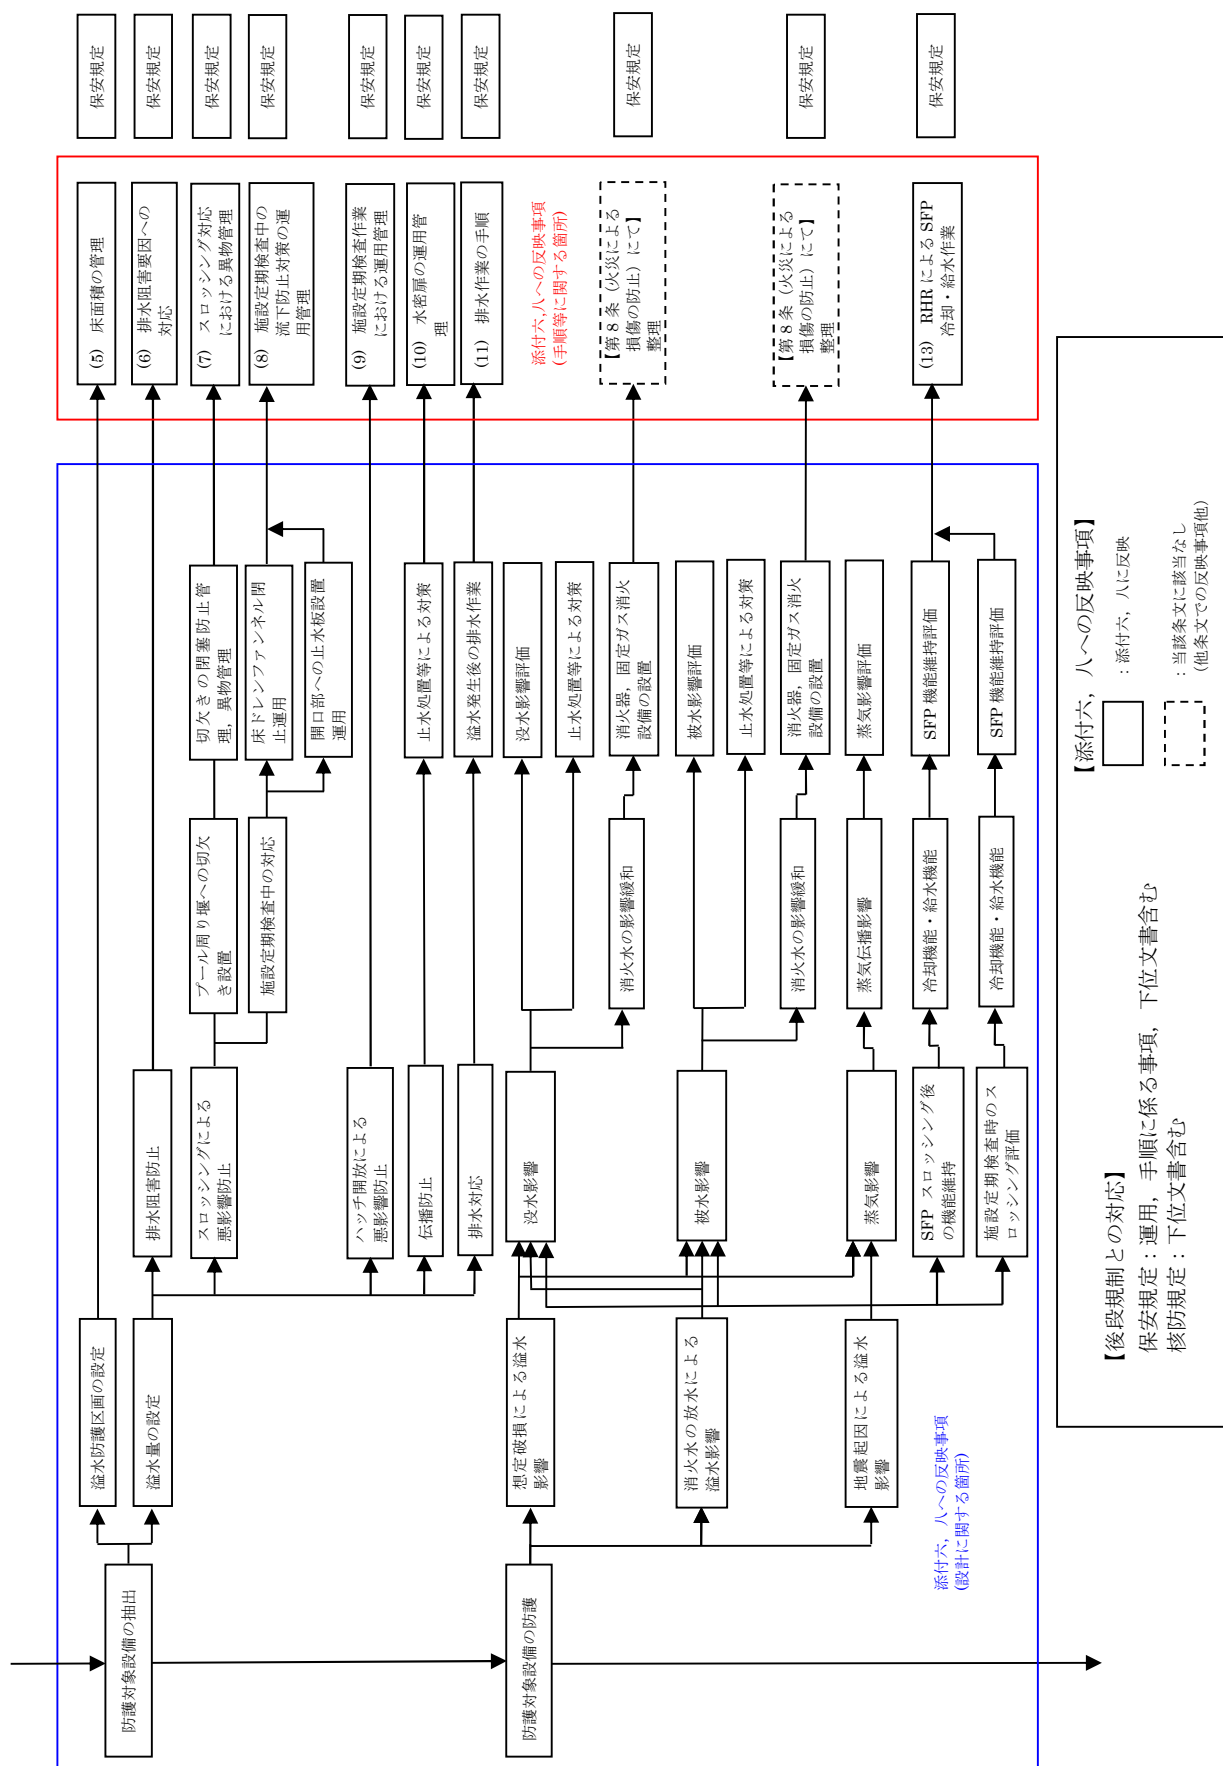 防護対象設備の抽出
溢水防護区画の設定
(5) 床面積の管理
保安規定
溢水量の設定
排水阻害防止
(6) 排水阻害要因への
対応
保安規定
スロッシングによる
悪影響防止
プール周り堰への切欠
き設置
切欠きの閉塞防止管
理，異物管理
(7) スロッシング対応
における異物管理
保安規定
施設定期検査中の対応
床ドレンファンネル閉
止運用
(8) 施設定期検査中の
流下防止対策の運
用管理
保安規定
開口部への止水板設置
運用
ハッチ開放による
悪影響防止
(9) 施設定期検査作業
における運用管理
保安規定
伝播防止
止水処置等による対策
(10) 水密扉の運用管
理
保安規定
排水対応
溢水発生後の排水作業
(11) 排水作業の手順
保安規定
添付六,八への反映事項
(手順等に関する箇所)
防護対象設備の防護
想定破損による溢水
影響
没水影響
没水影響評価
止水処置等による対策
消火水の影響緩和
消火器，固定ガス消火
設備の設置
【第8条（火災による
損傷の防止）にて】
整理
保安規定
消火水の放水による
溢水影響
被水影響
被水影響評価
止水処置等による対策
消火水の影響緩和
消火器，固定ガス消火
設備の設置
【第8条（火災による
損傷の防止）にて】
整理
保安規定
地震起因による溢水
影響
蒸気影響
蒸気伝播影響
蒸気影響評価
SFP スロッシング後
の機能維持
冷却機能・給水機能
SFP 機能維持評価
(13) RHR による SFP
冷却・給水作業
保安規定
施設定期検査時のス
ロッシング評価
冷却機能・給水機能
SFP 機能維持評価
添付六，八への反映事項
(設計に関する箇所)
【後段規制との対応】
保安規定：運用，手順に係る事項，下位文書含む
核防規定：下位文書含む
【添付六，八への反映事項】
：添付六，八に反映
：当該条文に該当なし
(他条文での反映事項他)